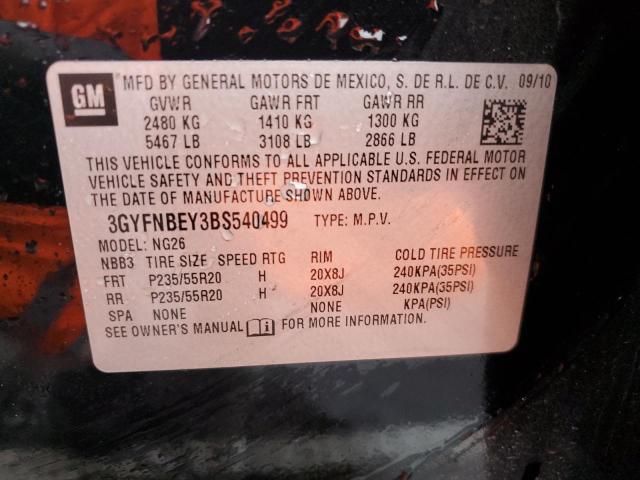 GM
MFD BY GENERAL MOTORS DE MEXICO, S. DE R.L. DE C.V. 09/10
GVWR GAWR FRT GAWR RR
2480 KG 1410 KG 1300 KG
5467 LB 3108 LB 2866 LB
THIS VEHICLE CONFORMS TO ALL APPLICABLE U.S. FEDERAL MOTOR
VEHICLE SAFETY AND THEFT PREVENTION STANDARDS IN EFFECT ON
THE DATE OF MANUFACTURE SHOWN ABOVE.
3GYFNBEY3BS540499 TYPE: M.P.V.
MODEL: NG26
NBB3 TIRE SIZE SPEED RTG RIM COLD TIRE PRESSURE
FRT P235/55R20 H 20X8J 240KPA(35PSI)
RR P235/55R20 H 20X8J 240KPA(35PSI)
SPA NONE NONE KPA(PSI)
SEE OWNER'S MANUAL FOR MORE INFORMATION.